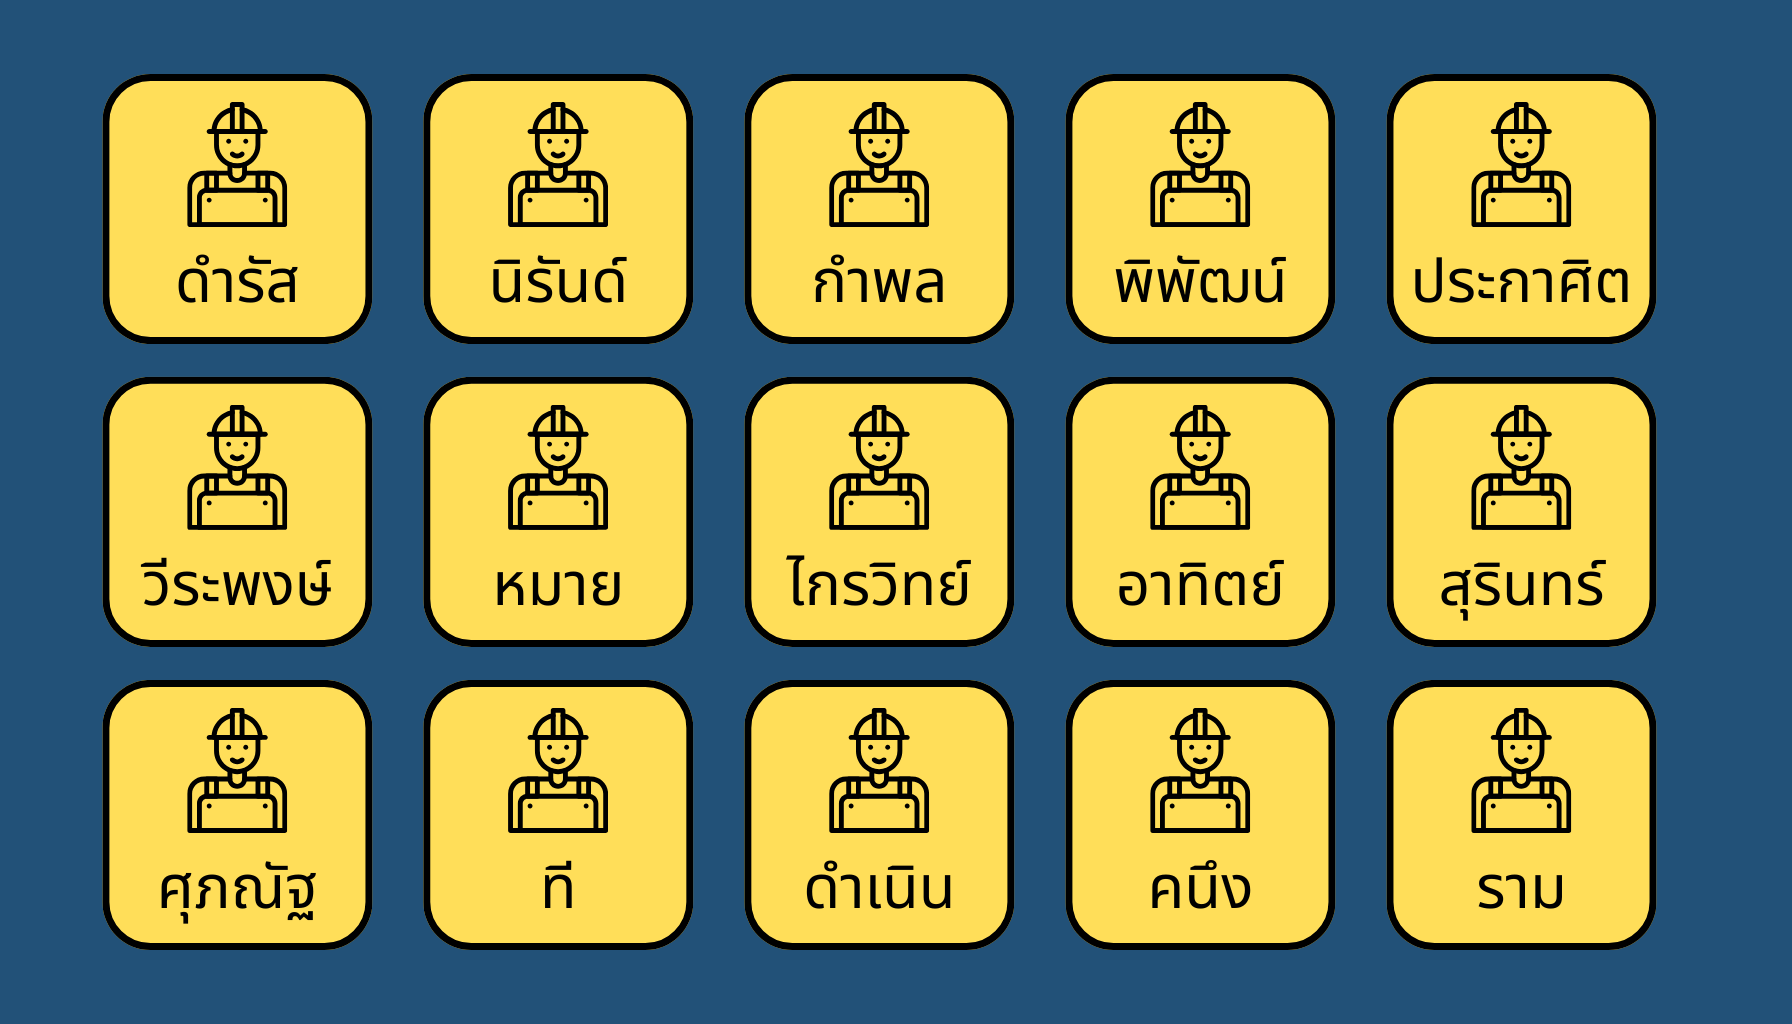 ดำรัส
นิรันด์
กำพล
พิพัฒน์
ประกาศิต
วีระพงษ์
หมาย
ไกรวิทย์
อาทิตย์
สุรินทร์
ศุภณัฐ
ที
ดำเนิน
คนึง
ราม